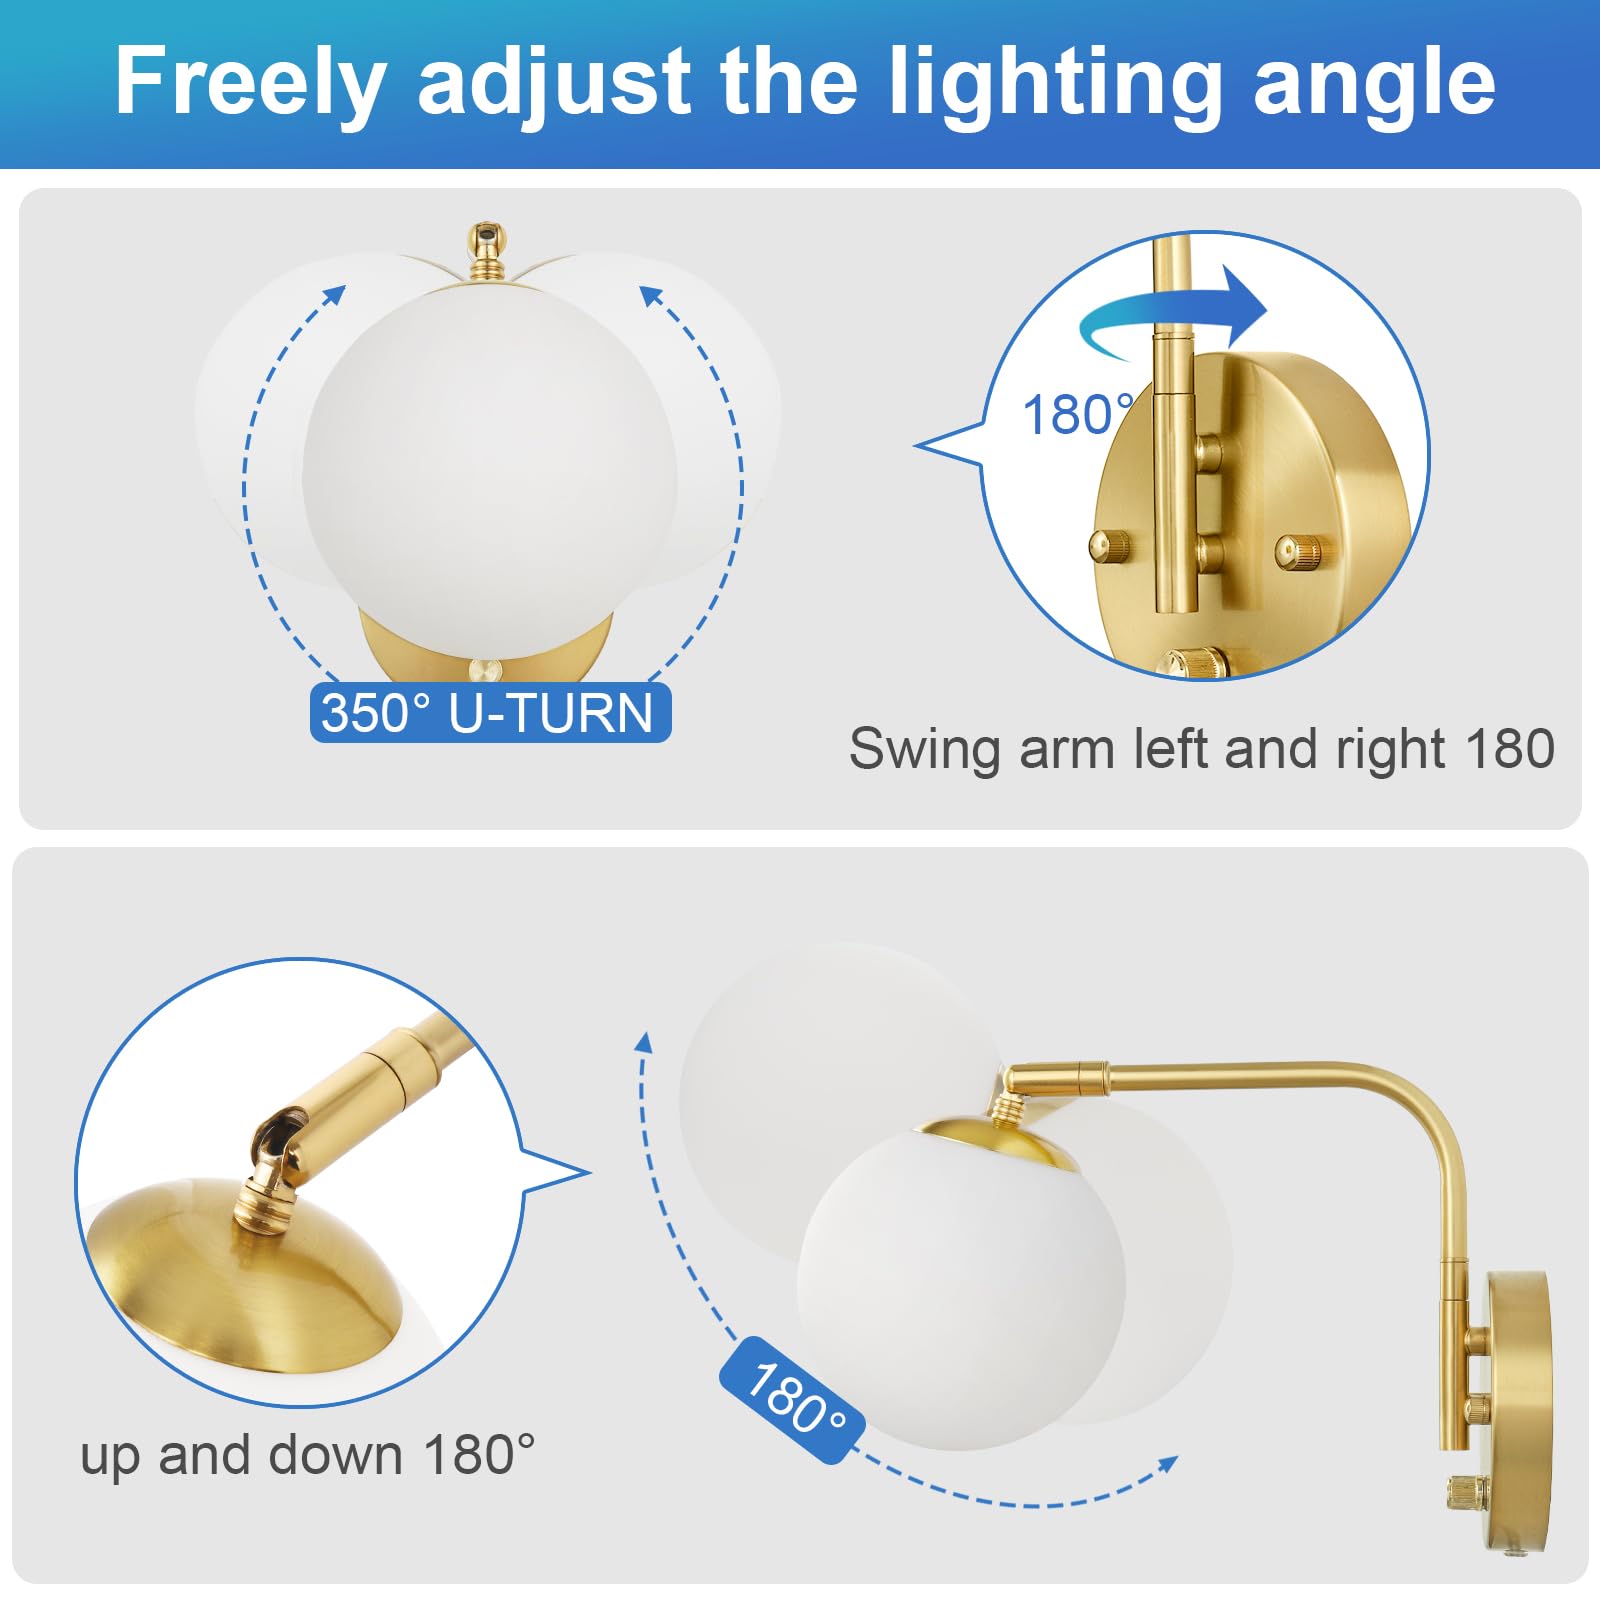 Freely adjust the lighting angle
180°
350° U-TURN
Swing arm left and right 180
180°
up and down 180°